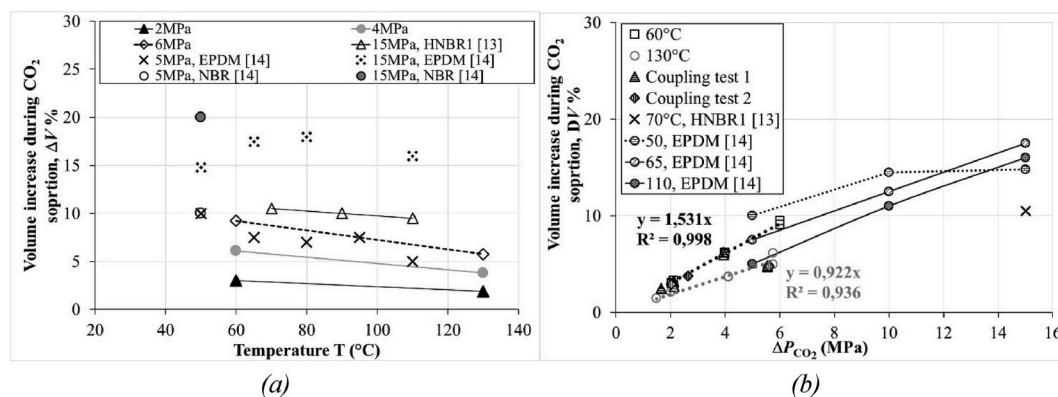 30
25
20
15
10
5
0
Volume increase during CO2
soprtion, ΔV %
2MPa
4MPa
6MPa
15MPa, HNBR1 [13]
5MPa, EPDM [14]
15MPa, EPDM [14]
5MPa, NBR [14]
15MPa, NBR [14]
20 40 60 80 100 120 140
Temperature T (°C)
(a)
30
20
10
0
Volume increase during CO2
soprtion, DV %
60°C
130°C
Coupling test 1
Coupling test 2
70°C, HNBR1 [13]
50, EPDM [14]
65, EPDM [14]
110, EPDM [14]
y = 1,531x
R² = 0,998
y = 0,922x
R² = 0,936
0 2 4 6 8 10 12 14 16
ΔPCO2 (MPa)
(b)